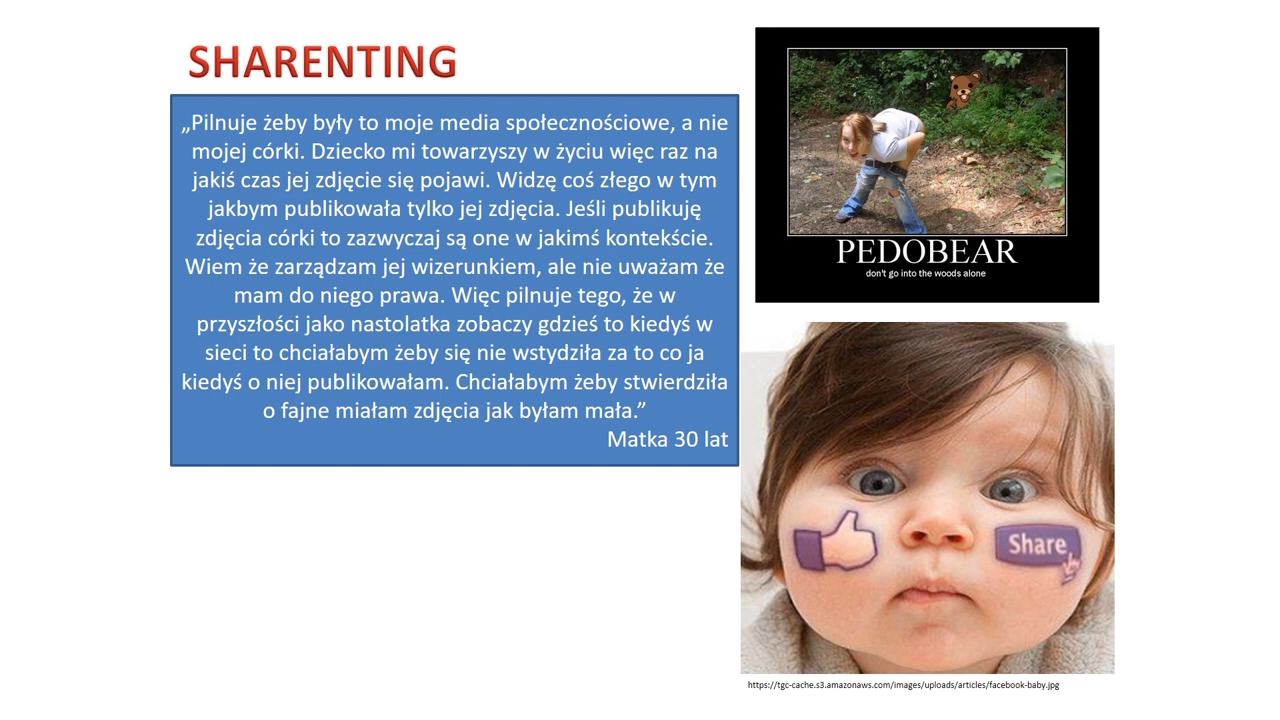 SHARENTING
„Pilnuje żeby były to moje media społecznościowe, a nie
mojej córki. Dziecko mi towarzyszy w życiu więc raz na
jakiś czas jej zdjęcie się pojawi. Widzę coś złego w tym
jakbym publikowała tylko jej zdjęcia. Jeśli publikuję
zdjęcia córki to zazwyczaj są one w jakimś kontekście.
Wiem że zarządzam jej wizerunkiem, ale nie uważam że
mam do niego prawa. Więc pilnuje tego, że w
przyszłości jako nastolatka zobaczy gdzieś to kiedyś w
sieci to chciałabym żeby się nie wstydziła za to co ja
kiedyś o niej publikowałam. Chciałabym żeby stwierdziła
o fajne miałam zdjęcia jak byłam mała.”
Matka 30 lat
PEDOBEAR
don't go into the woods alone
Share
https://tgc-cache.s3.amazonaws.com/images/uploads/articles/facebook-baby.jpg